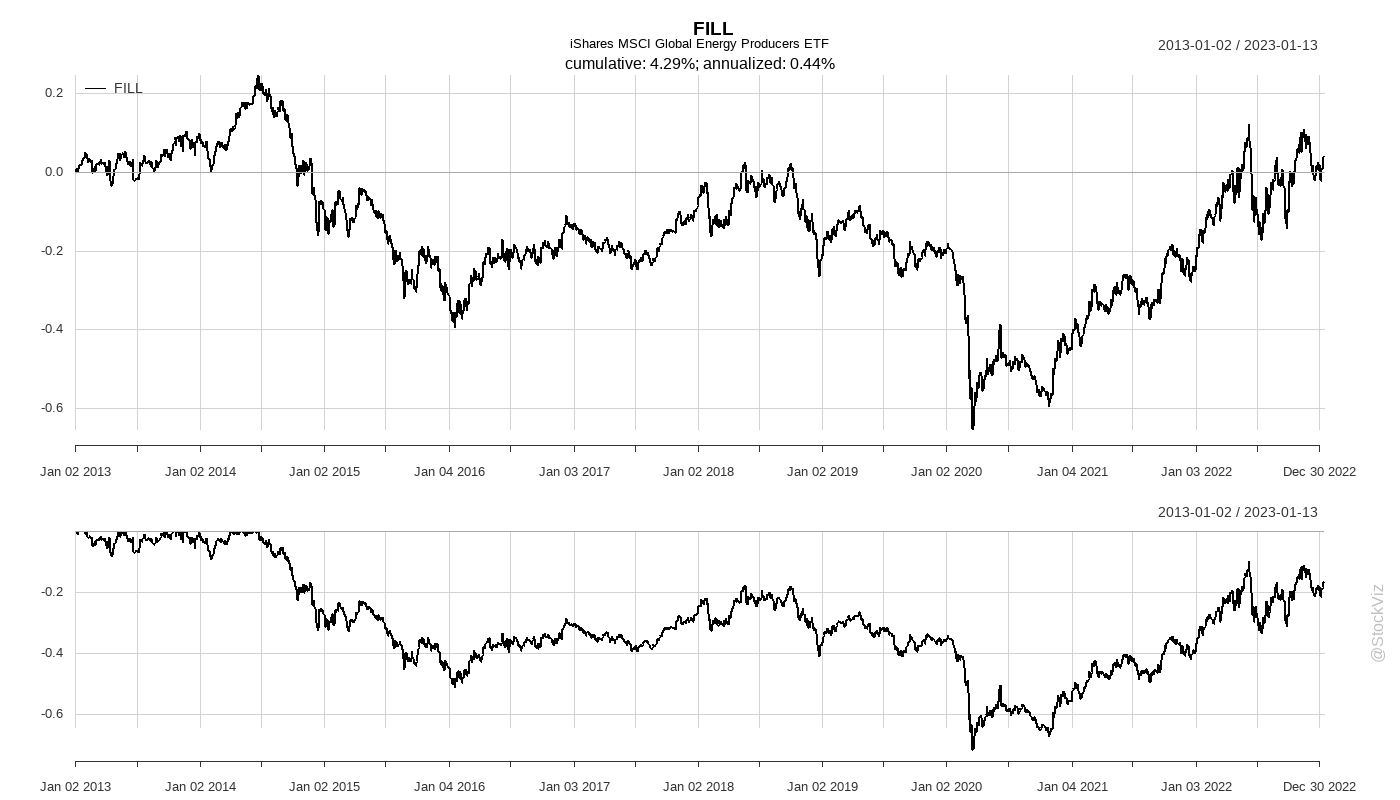 FILL
iShares MSCI Global Energy Producers ETF
cumulative: 4.29%; annualized: 0.44%
2013-01-02 / 2023-01-13
FILL
0.2
0.0
-0.2
-0.4
-0.6
Jan 02 2013 Jan 02 2014 Jan 02 2015 Jan 04 2016 Jan 03 2017 Jan 02 2018 Jan 02 2019 Jan 02 2020 Jan 04 2021 Jan 03 2022 Dec 30 2022
2013-01-02 / 2023-01-13
-0.2
-0.4
-0.6
Jan 02 2013 Jan 02 2014 Jan 02 2015 Jan 04 2016 Jan 03 2017 Jan 02 2018 Jan 02 2019 Jan 02 2020 Jan 04 2021 Jan 03 2022 Dec 30 2022
@StockViz